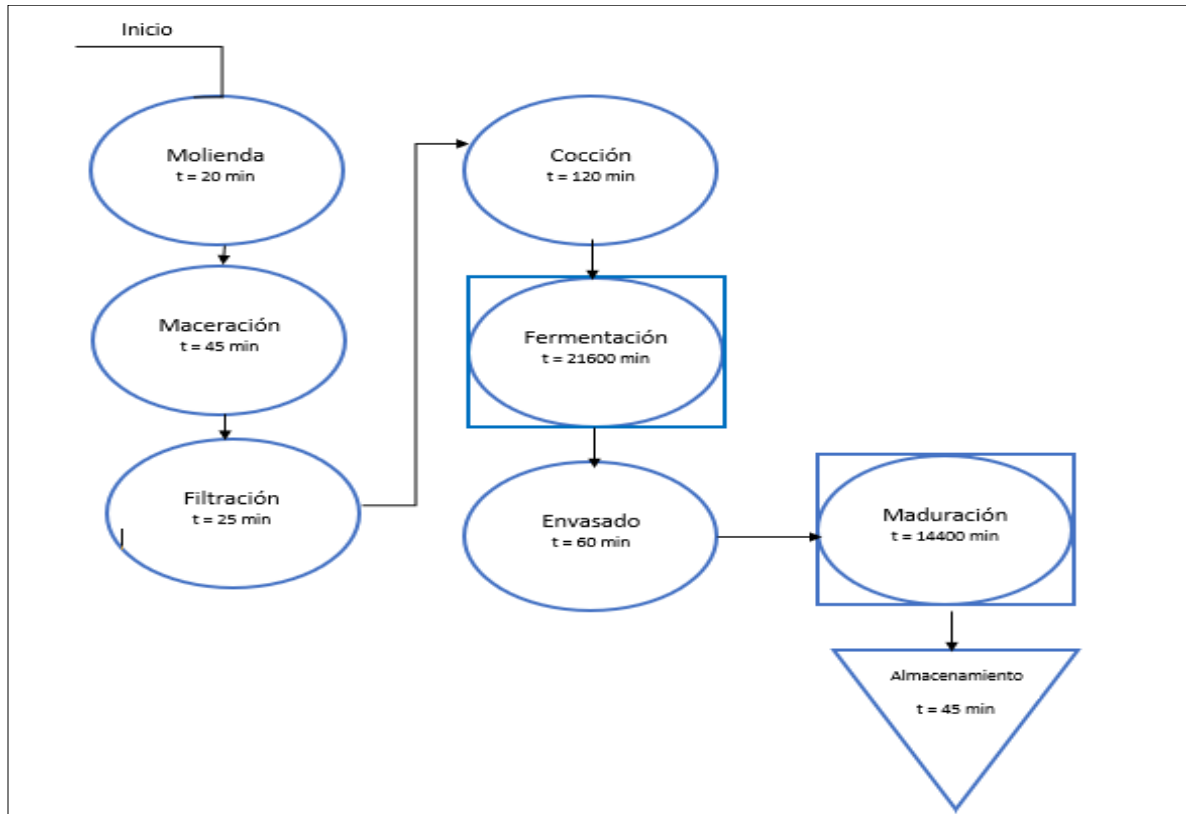 Inicio
Molienda
t = 20 min
Maceración
t = 45 min
Filtración
t = 25 min
Cocción
t = 120 min
Fermentación
t = 21600 min
Envasado
t = 60 min
Maduración
t = 14400 min
Almacenamiento
t = 45 min